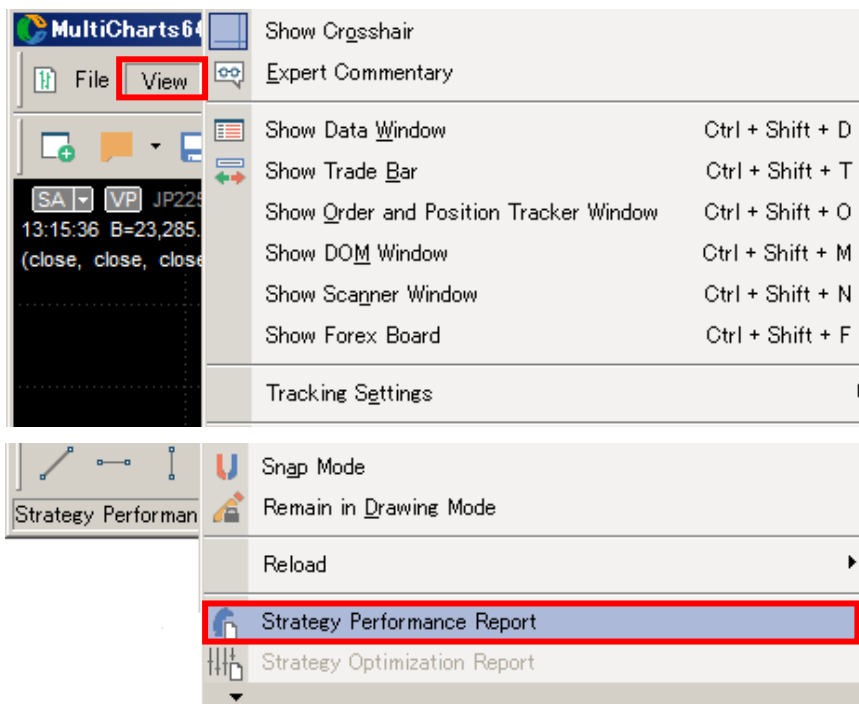 MultiCharts64
File View
SA VP JP225
13:15:36 B=23,285.
(close, close, close
Show Crosshair
Expert Commentary
Show Data Window Ctrl + Shift + D
Show Trade Bar Ctrl + Shift + T
Show Order and Position Tracker Window Ctrl + Shift + O
Show DOM Window Ctrl + Shift + M
Show Scanner Window Ctrl + Shift + N
Show Forex Board Ctrl + Shift + F
Tracking Settings
Strategy Performan
Snap Mode
Remain in Drawing Mode
Reload
Strategy Performance Report
Strategy Optimization Report